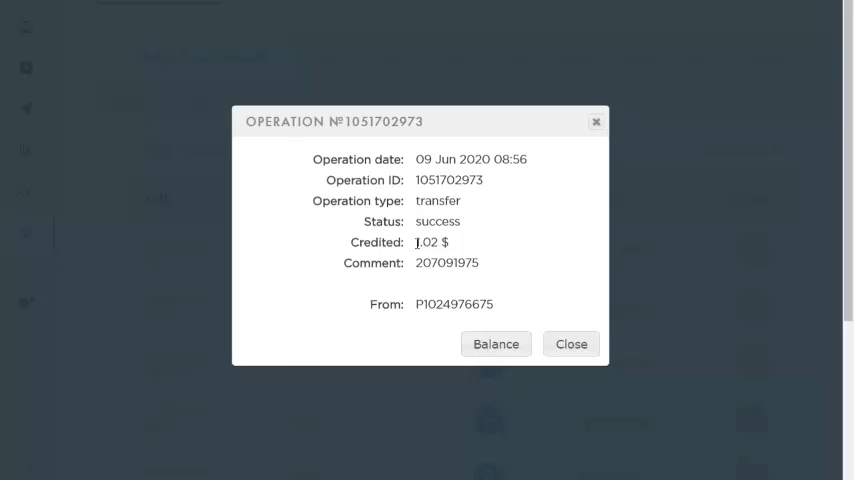 OPERATION №1051702973
Operation date: 09 Jun 2020 08:56
Operation ID: 1051702973
Operation type: transfer
Status: success
Credited: 1.02 $
Comment: 207091975
From: P1024976675
Balance Close